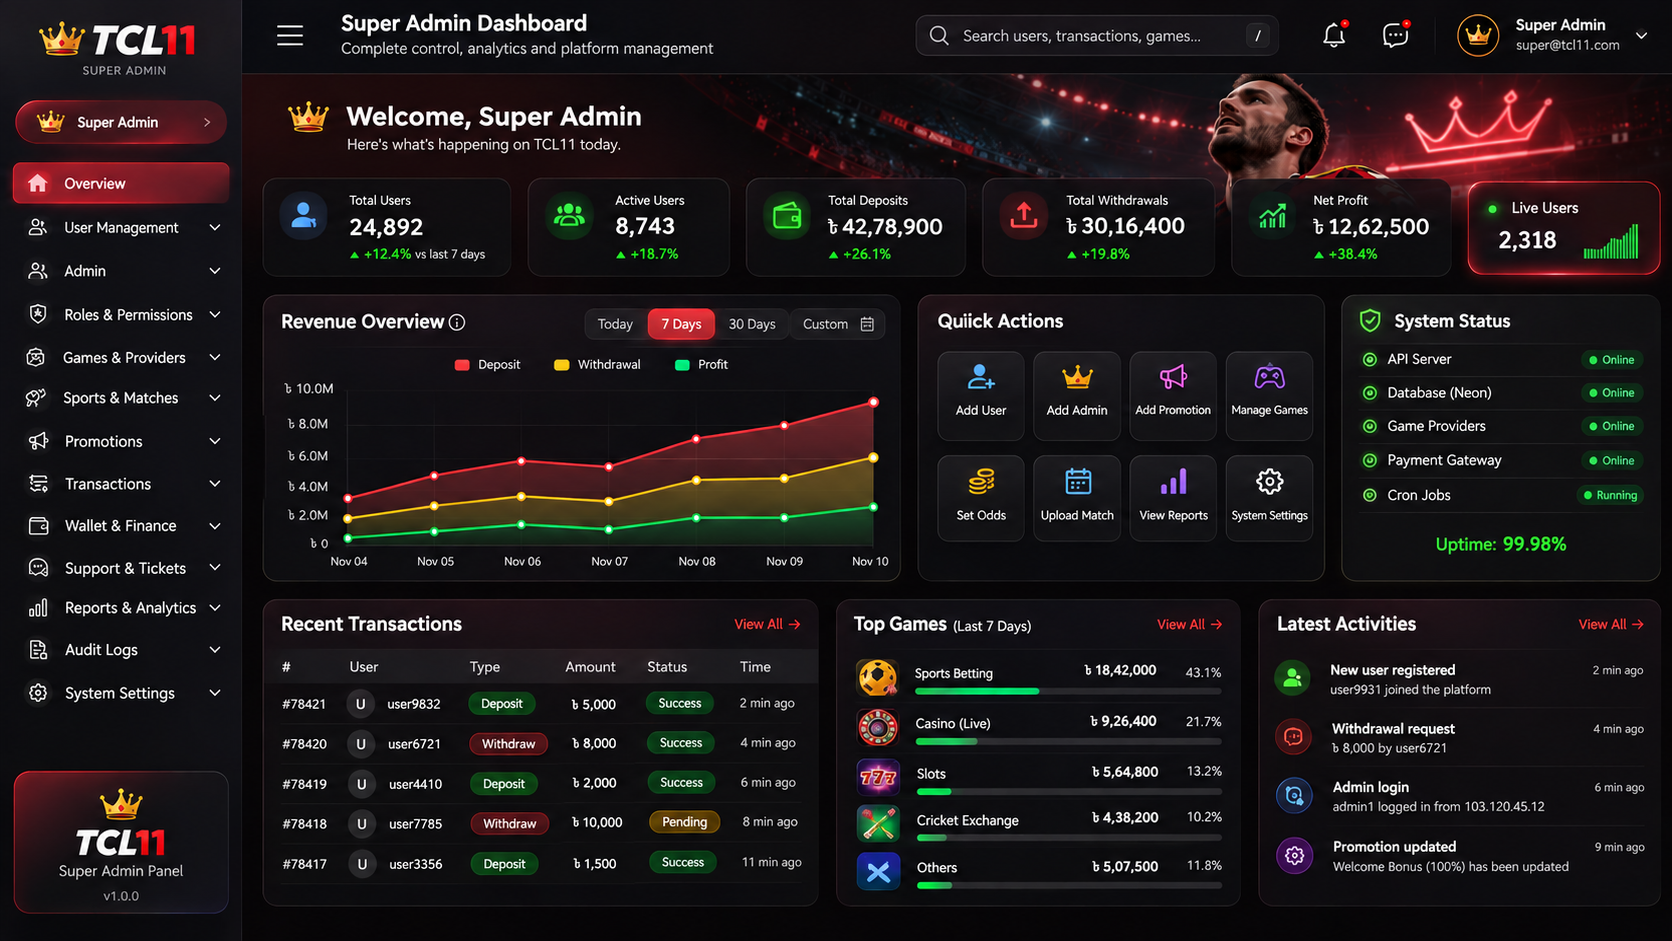 TCL11
SUPER ADMIN
Super Admin
Overview
User Management
Admin
Roles & Permissions
Games & Providers
Sports & Matches
Promotions
Transactions
Wallet & Finance
Support & Tickets
Reports & Analytics
Audit Logs
System Settings
TCL11
Super Admin Panel
v1.0.0
Super Admin Dashboard
Complete control, analytics and platform management
Search users, transactions, games... /
Super Admin
super@tcl11.com
Welcome, Super Admin
Here's what's happening on TCL11 today.
Total Users
24,892
+12.4% vs last 7 days
Active Users
8,743
+18.7%
Total Deposits
৳ 42,78,900
+26.1%
Total Withdrawals
৳ 30,16,400
+19.8%
Net Profit
৳ 12,62,500
+38.4%
Live Users
2,318
Revenue Overview
Today 7 Days 30 Days Custom
Deposit Withdrawal Profit
৳ 10.0M
৳ 8.0M
৳ 6.0M
৳ 4.0M
৳ 2.0M
৳ 0
Nov 04 Nov 05 Nov 06 Nov 07 Nov 08 Nov 09 Nov 10
Quiick Actions
Add User Add Admin Add Promotion Manage Games
Set Odds Upload Match View Reports System Settings
System Status
API Server Online
Database (Neon) Online
Game Providers Online
Payment Gateway Online
Cron Jobs Running
Uptime: 99.98%
Recent Transactions View All →
# User Type Amount Status Time
#78421 U user9832 Deposit ৳ 5,000 Success 2 min ago
#78420 U user6721 Withdraw ৳ 8,000 Success 4 min ago
#78419 U user4410 Deposit ৳ 2,000 Success 6 min ago
#78418 U user7785 Withdraw ৳ 10,000 Pending 8 min ago
#78417 U user3356 Deposit ৳ 1,500 Success 11 min ago
Top Games (Last 7 Days) View All →
Sports Betting ৳ 18,42,000 43.1%
Casino (Live) ৳ 9,26,400 21.7%
777
Slots ৳ 5,64,800 13.2%
Cricket Exchange ৳ 4,38,200 10.2%
Others ৳ 5,07,500 11.8%
Latest Activities View All →
New user registered 2 min ago
user9931 joined the platform
Withdrawal request 4 min ago
৳ 8,000 by user6721
Admin login 6 min ago
admin1 logged in from 103.120.45.12
Promotion updated 9 min ago
Welcome Bonus (100%) has been updated